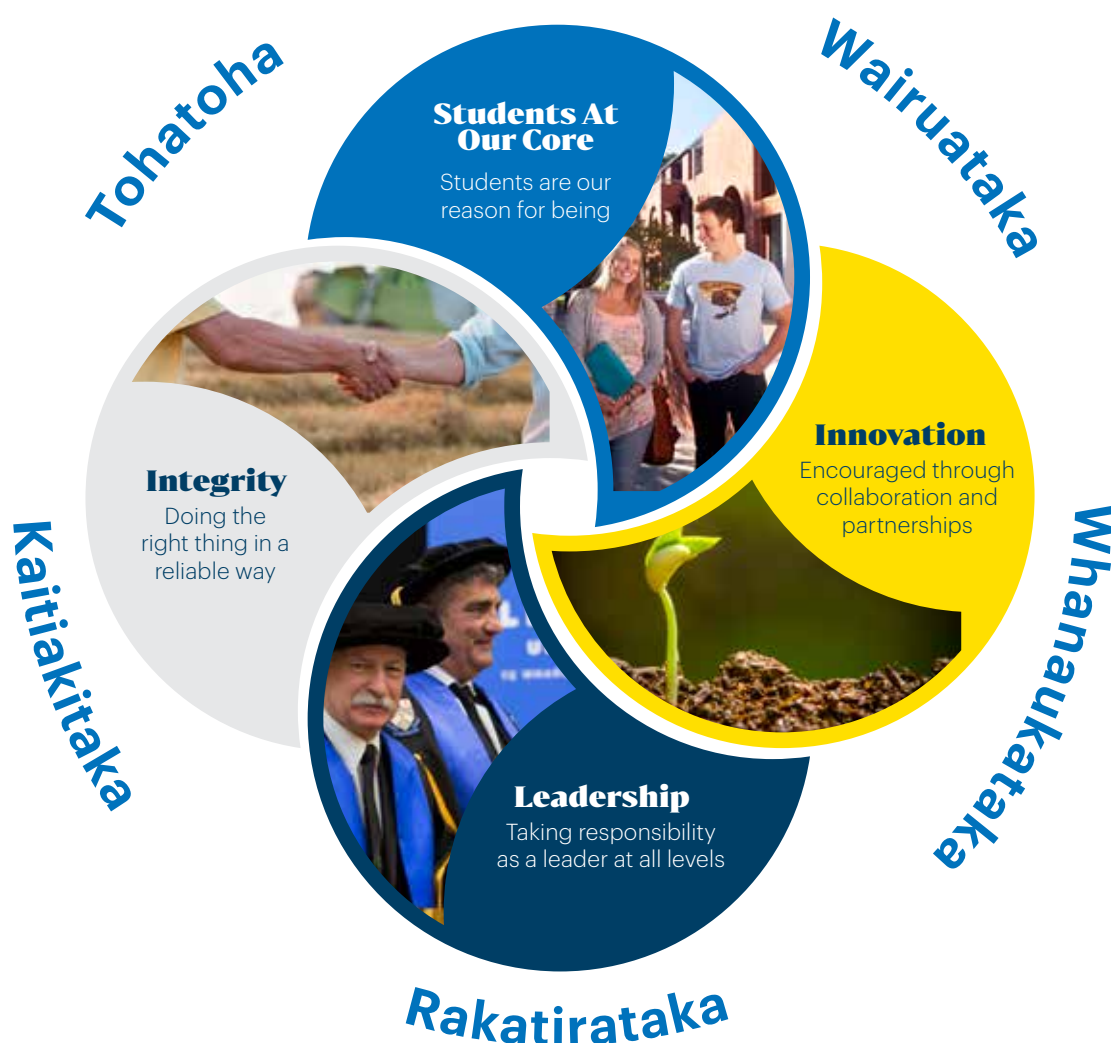 Tohatoha
Wairuataka
Students At
Our Core
Students are our
reason for being
Innovation
Encouraged through
collaboration and
partnerships
Integrity
Doing the
right thing in a
reliable way
Kaitiakitaka
Whanaukataka
Leadership
Taking responsibility
as a leader at all levels
Rakatirataka